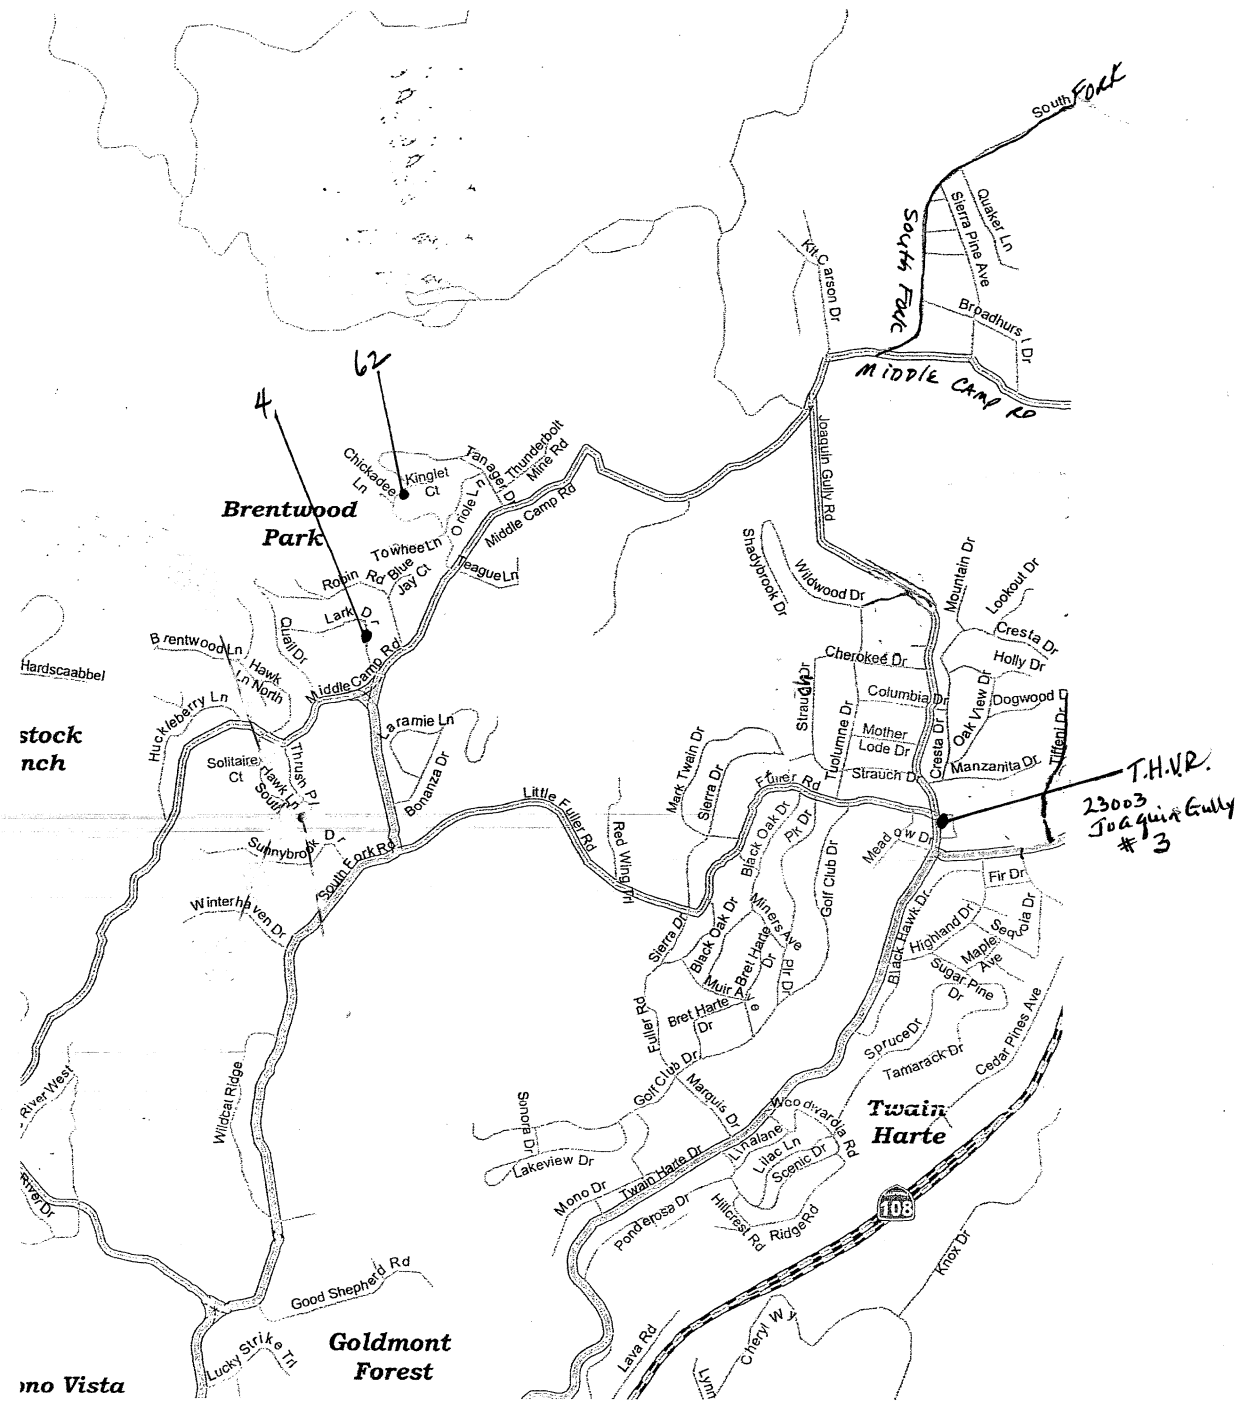 South FORK
South Fork
Quaker Ln
Sierra Pine Ave
Kit Carson Dr
Broadhurst Dr
MIDDLE CAMP RD
62
4
Chickadee Ln
Kinglet Ct
Tanager Dr
Thunderbolt Mine Rd
Oriole Ln
Middle Camp Rd
Joaquin Gully Rd
Brentwood Park
Towhee Ln
Teague Ln
Robin Rd
Blue Jay Ct
Lark Dr
Quail Dr
Shadybrook Dr
Wildwood Dr
Mountain Dr
Lookout Dr
Cresta Dr
Holly Dr
Brentwood Ln
Hawk Ln North
Hardscaabbel
Middle Camp Rd
Cherokee Dr
Columbia Dr
Dogwood D
Oak View Dr
Huckleberry Ln
Laramie Ln
Strauch Dr
Tuolumne Dr
Mother Lode Dr
Cresta Dr
Tiffeni Dr
stock
nch
Solitaire Ct
Hawk Ln South
Thrush Pl
Bonanza Dr
Mark Twain Dr
Sierra Dr
Fuller Rd
Strauch Dr
Manzanita Dr
T.H.V.R.
23003
Joaquin Gully
# 3
Little Fuller Rd
Red Wing Trl
Black Oak Dr
Plr Dr
Meadow Dr
Golf Club Dr
Sunnybrook Dr
South Fork Rd
Fir Dr
Winterhaven Dr
Sierra Dr
Black Oak Dr
Miners Ave
Bret Harte Dr
Black Hawk Dr
Highland Dr
Sequoia Dr
Maple Ave
Sugar Pine Dr
Muir Ave
Plr Dr
Fuller Rd
Bret Harte Dr
Spruce Dr
Tamarack Dr
Cedar Pines Ave
River West
Wildcat Ridge
Golf Club Dr
Marquis Dr
Woodwardia Rd
Twain Harte
Sonora Dr
Lakeview Dr
Linalane
Lilac Ln
Scenic Dr
River Dr
Mono Dr
Twain Harte Dr
Ponderosa Dr
Hillcrest Rd
Ridge Rd
108
Knox Dr
Good Shepherd Rd
Goldmont Forest
Lucky Strike Trl
Lava Rd
Cheryl Wy
Lynn
ono Vista